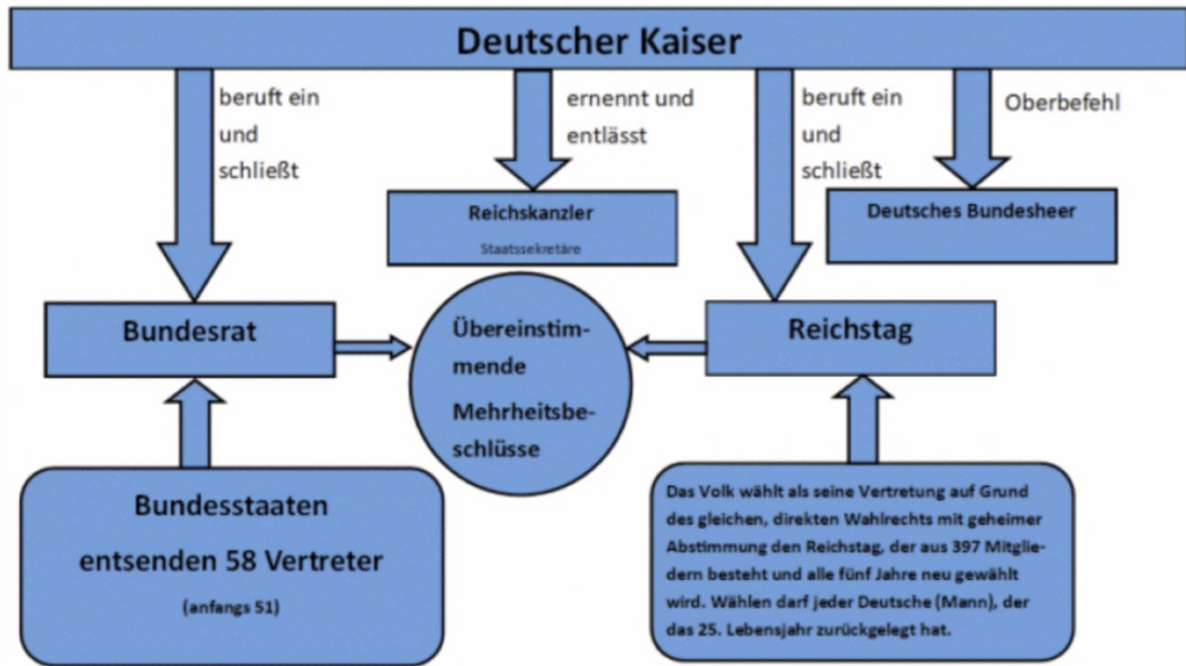 Deutscher Kaiser
beruft ein
und
schließt
ernennt und
entlässt
beruft ein
und
schließt
Oberbefehl
Reichskanzler
Staatssekretäre
Deutsches Bundesheer
Bundesrat
Übereinstim-
mende
Mehrheitsbe-
schlüsse
Reichstag
Bundesstaaten
entsenden 58 Vertreter
(anfangs 51)
Das Volk wählt als seine Vertretung auf Grund
des gleichen, direkten Wahlrechts mit geheimer
Abstimmung den Reichstag, der aus 397 Mitglie-
dern besteht und alle fünf Jahre neu gewählt
wird. Wählen darf jeder Deutsche (Mann), der
das 25. Lebensjahr zurückgelegt hat.